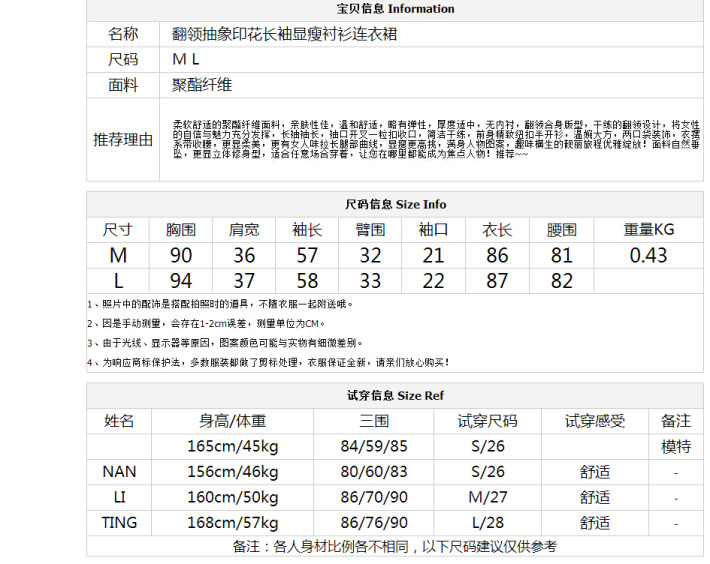 宝贝信息 Information
名称 翻领抽象印花长袖显瘦衬衫连衣裙
尺码 M L
面料 聚酯纤维
推荐理由
柔软舒适的聚酯纤维面料，亲肤性佳，温和舒适，略有弹性，厚度适中，无内衬，翻领合身版型，干练的翻领设计，将女性
的自信与魅力充分发挥，长袖袖长，袖口开叉一粒扣收口，简洁干练，前身精致纽扣半开衫，温婉大方，两口袋装饰，衣摆
系带收腰，更显柔美，更有女人味拉长腿部曲线，显瘦更高挑，满身人物图案，趣味横生的靓丽旅程优雅绽放！面料自然垂
坠，更显立体修身型，适合任意场合穿着，让您在哪里都能成为焦点人物！推荐~~
尺码信息 Size Info
尺寸 胸围 肩宽 袖长 臂围 袖口 衣长 腰围 重量KG
M 90 36 57 32 21 86 81 0.43
L 94 37 58 33 22 87 82
1、照片中的配饰是搭配拍照时的道具，不随衣服一起附送哦。
2、因是手动测量，会存在1-2cm误差，测量单位为CM。
3、由于光线、显示器等原因，图案颜色可能与实物有细微差别。
4、为响应商标保护法，多数服装都做了剪标处理，衣服保证全新，请亲们放心购买！
试穿信息 Size Ref
姓名 身高/体重 三围 试穿尺码 试穿感受 备注
165cm/45kg 84/59/85 S/26 模特
NAN 156cm/46kg 80/60/83 S/26 舒适 -
LI 160cm/50kg 86/70/90 M/27 舒适 -
TING 168cm/57kg 86/76/90 L/28 舒适 -
备注：各人身材比例各不相同，以下尺码建议仅供参考